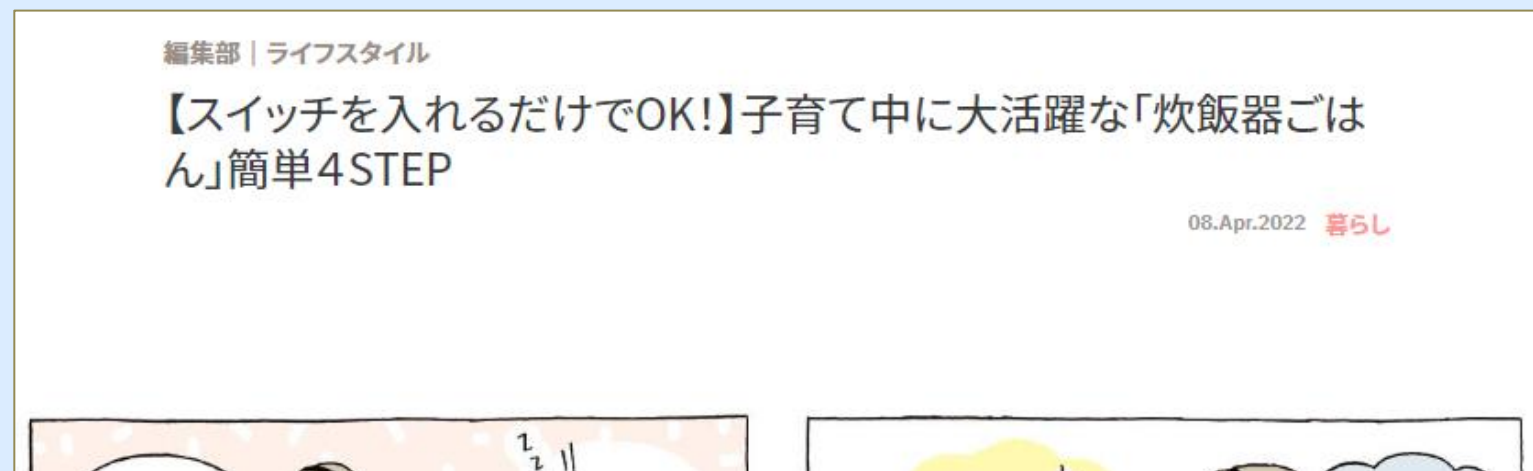 編集部｜ライフスタイル
【スイッチを入れるだけでOK!】子育て中に大活躍な｢炊飯器ごは
ん｣簡単4STEP
08.Apr.2022 暮らし
z
z